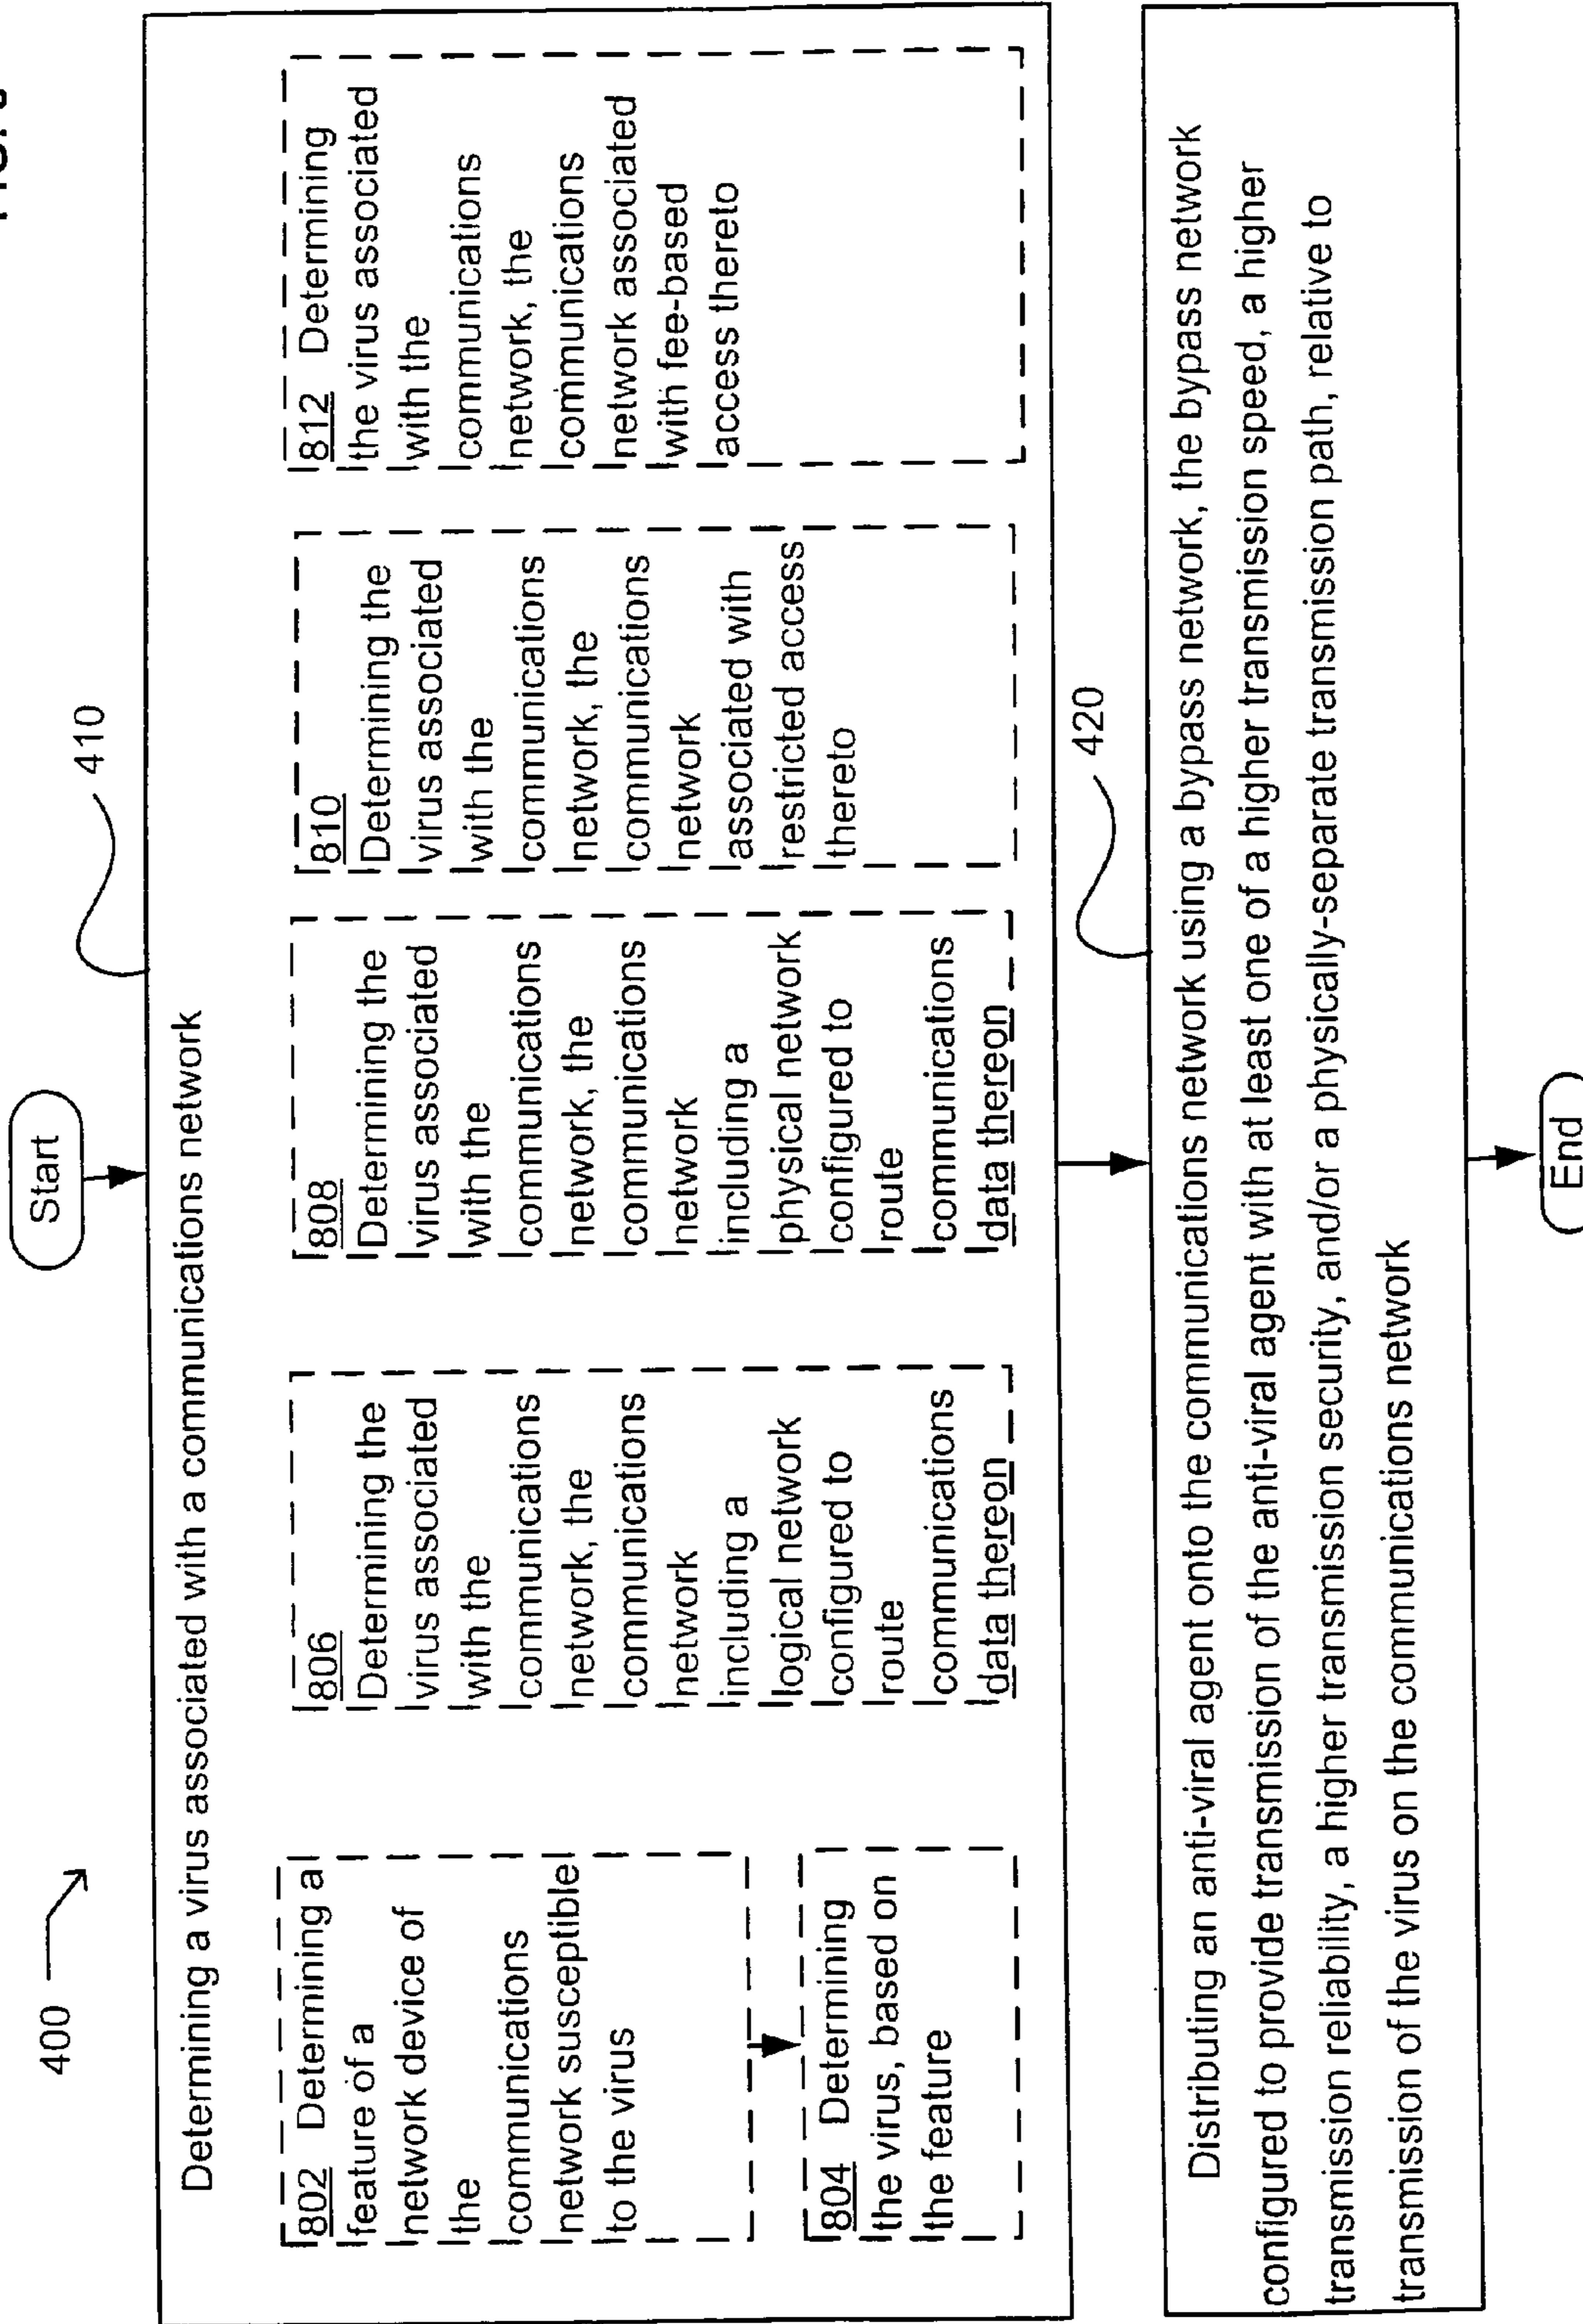 400
Start
410
Determining a virus associated with a communications network
802 Determining a
feature of a
network device of
the
communications
network susceptible
to the virus
804 Determining
the virus, based on
the feature
806
Determining the
virus associated
with the
communications
network, the
communications
network
including a
logical network
configured to
route
communications
data thereon
808
Determining the
virus associated
with the
communications
network, the
communications
network
including a
physical network
configured to
route
communications
data thereon
810
Determining the
virus associated
with the
communications
network, the
communications
network
associated with
restricted access
thereto
812 Determining
the virus associated
with the
communications
network, the
communications
network associated
with fee-based
access thereto
420
Distributing an anti-viral agent onto the communications network using a bypass network, the bypass network
configured to provide transmission of the anti-viral agent with at least one of a higher transmission speed, a higher
transmission reliability, a higher transmission security, and/or a physically-separate transmission path, relative to
transmission of the virus on the communications network
End